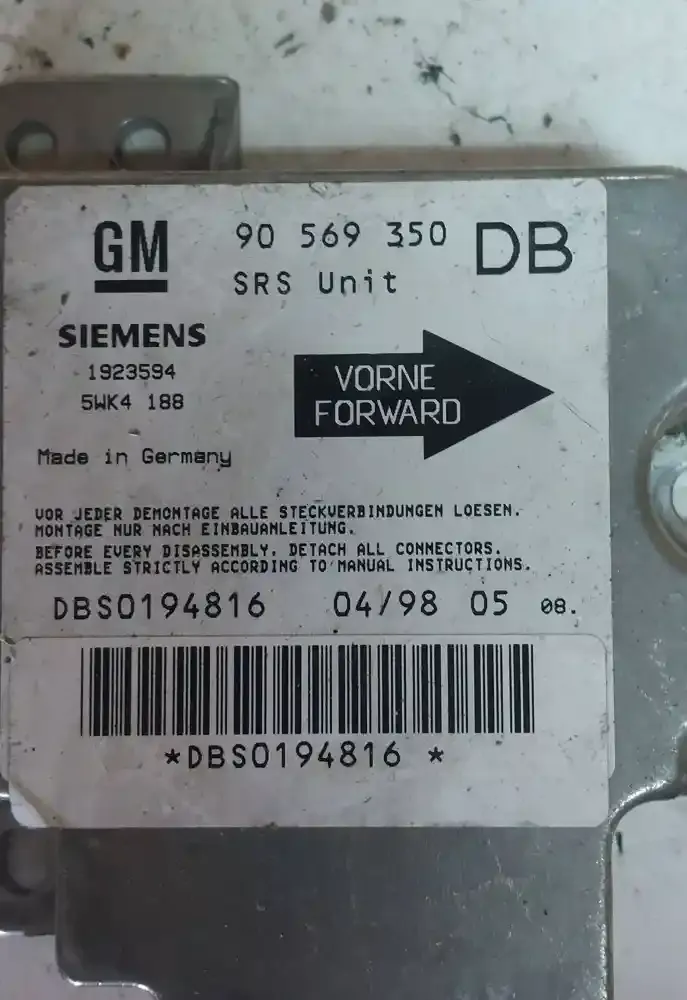 GM 90 569 350 DB
SRS Unit
SIEMENS
1923594
5WK4 188
VORNE
FORWARD
Made in Germany
VOR JEDER DEMONTAGE ALLE STECKVERBINDUNGEN LOESEN.
MONTAGE NUR NACH EINBAUANLEITUNG.
BEFORE EVERY DISASSEMBLY, DETACH ALL CONNECTORS.
ASSEMBLE STRICTLY ACCORDING TO MANUAL INSTRUCTIONS.
DBS0194816 04/98 05 08.
*DBS0194816 *